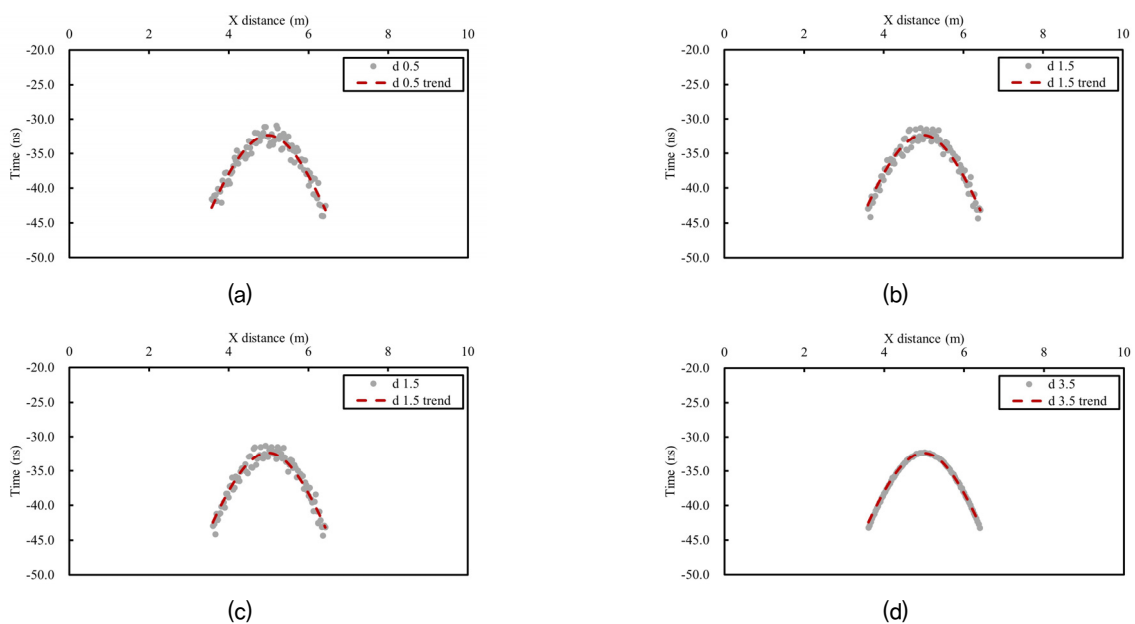 X distance (m)
0 2 4 6 8 10
-20.0
-25.0
-30.0
-35.0
-40.0
-45.0
-50.0
Time (ns)
d 0.5
d 0.5 trend
(a)
X distance (m)
0 2 4 6 8 10
-20.0
-25.0
-30.0
-35.0
-40.0
-45.0
-50.0
Time (ns)
d 1.5
d 1.5 trend
(b)
X distance (m)
0 2 4 6 8 10
-20.0
-25.0
-30.0
-35.0
-40.0
-45.0
-50.0
Time (rs)
d 1.5
d 1.5 trend
(c)
X distance (m)
0 2 4 6 8 10
-20.0
-25.0
-30.0
-35.0
-40.0
-45.0
-50.0
Time (rs)
d 3.5
d 3.5 trend
(d)